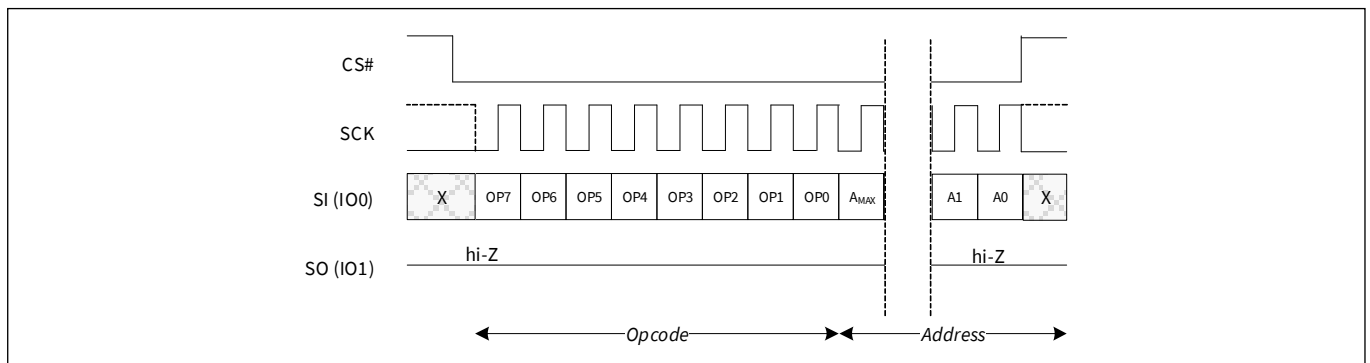 CS#
SCK
SI (IO0) X OP7 OP6 OP5 OP4 OP3 OP2 OP1 OP0 AMAX A1 A0 X
hi-Z hi-Z
SO (IO1)
Opcode Address